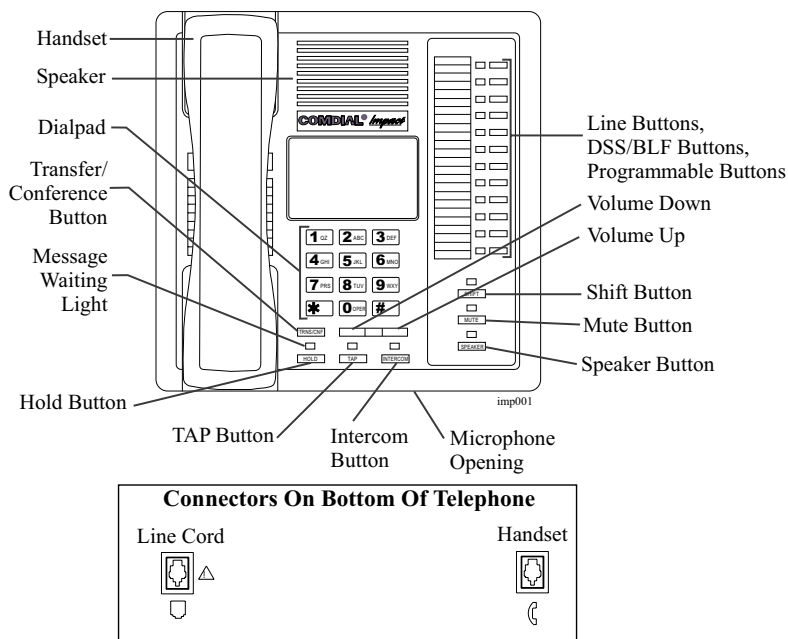 Handset
Speaker
Dialpad
Transfer/
Conference
Button
Message
Waiting
Light
Hold Button
TAP Button
Intercom
Button
Microphone
Opening
Line Buttons,
DSS/BLF Buttons,
Programmable Buttons
Volume Down
Volume Up
Shift Button
Mute Button
Speaker Button
COMDIAL® Impact
1 QZ 2 ABC 3 DEF
4 GHI 5 JKL 6 MNO
7 PRS 8 TUV 9 WXY
* 0 OPER #
TRNS/CNF
HOLD TAP INTERCOM
SHIFT
MUTE
SPEAKER
imp001
Connectors On Bottom Of Telephone
Line Cord Handset